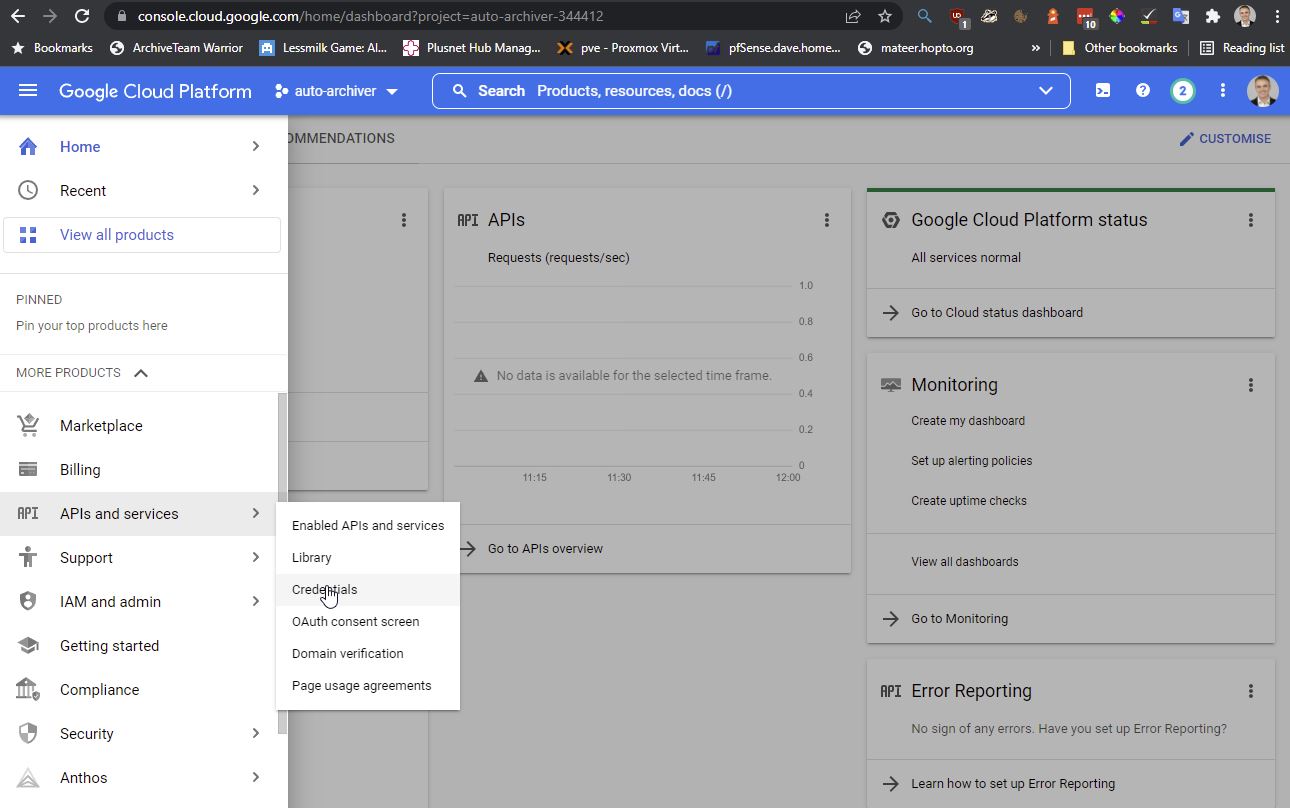 console.cloud.google.com/home/dashboard?project=auto-archiver-344412
1
10
Bookmarks
ArchiveTeam Warrior
Lessmilk Game: Al...
Plusnet Hub Manag...
pve - Proxmox Virt...
pfSense.dave.home...
mateer.hopto.org
»
Other bookmarks
Reading list
Google Cloud Platform
auto-archiver
Search Products, resources, docs (/)
2
Home
Recent
View all products
PINNED
Pin your top products here
MORE PRODUCTS
Marketplace
Billing
API APIs and services
Support
IAM and admin
Getting started
Compliance
Security
Anthos
Enabled APIs and services
Library
Credentials
OAuth consent screen
Domain verification
Page usage agreements
OMMENDATIONS
CUSTOMISE
API APIs
Requests (requests/sec)
1.0
0.8
0.6
No data is available for the selected time frame.
0.4
0.2
0
11:15
11:30
11:45
12:00
Go to APIs overview
Google Cloud Platform status
All services normal
Go to Cloud status dashboard
Monitoring
Create my dashboard
Set up alerting policies
Create uptime checks
View all dashboards
Go to Monitoring
API Error Reporting
No sign of any errors. Have you set up Error Reporting?
Learn how to set up Error Reporting